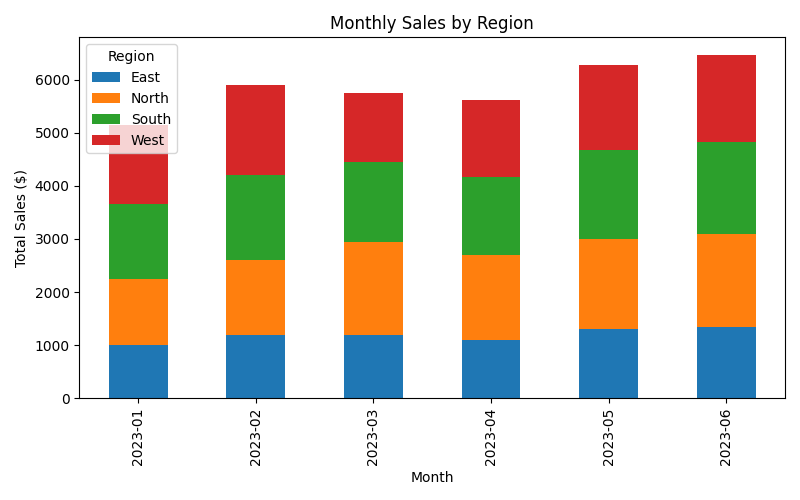 Monthly Sales by Region
Region
East
North
South
West
Total Sales ($)
6000
5000
4000
3000
2000
1000
0
2023-01
2023-02
2023-03
2023-04
2023-05
2023-06
Month